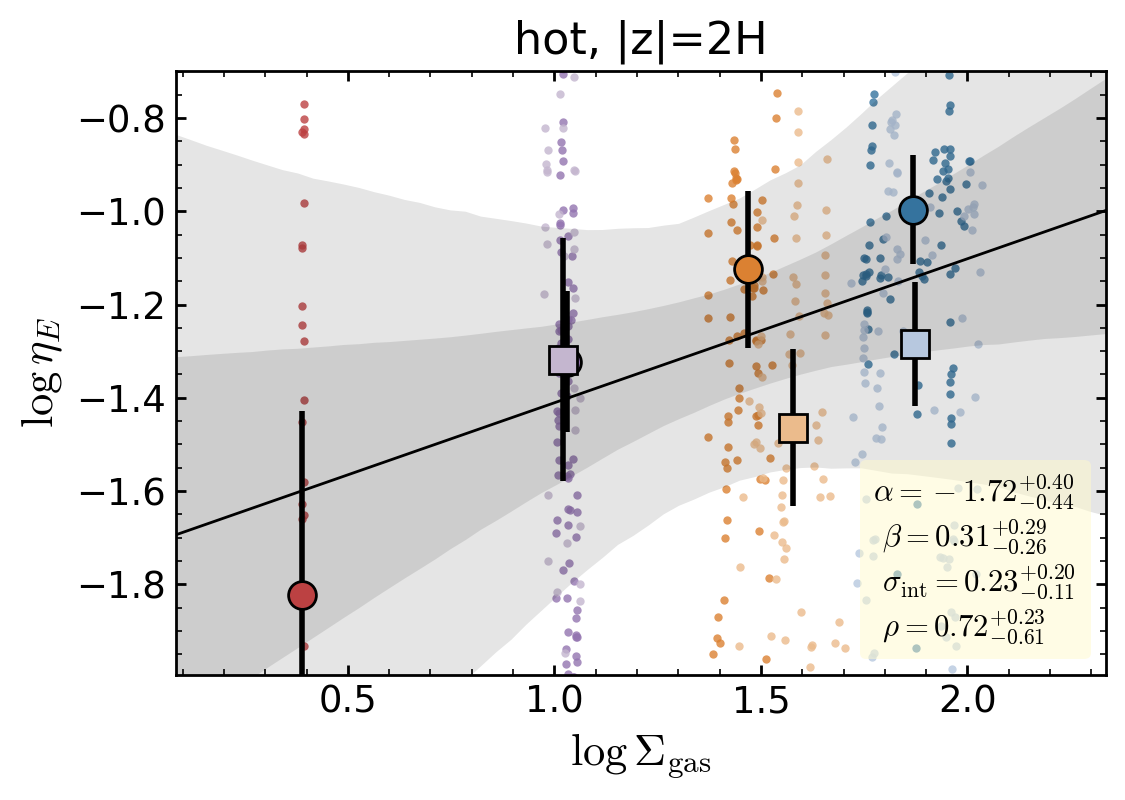 hot, |z|=2H
log η_E
−0.8
−1.0
−1.2
−1.4
−1.6
−1.8
α = − 1.72^{+0.40}_{−0.44}
β = 0.31^{+0.29}_{−0.26}
σ_int = 0.23^{+0.20}_{−0.11}
ρ = 0.72^{+0.23}_{−0.61}
0.5 1.0 1.5 2.0
log Σ_gas